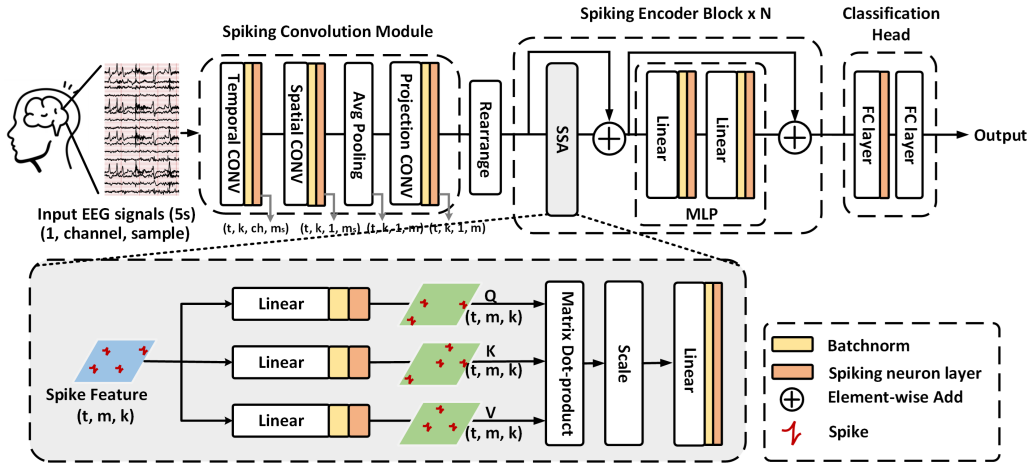 Spiking Convolution Module
Spiking Encoder Block x N
Classification
Head
Temporal CONV
Spatial CONV
Avg Pooling
Projection CONV
Rearrange
SSA
Linear
Linear
MLP
FC layer
FC layer
Output
Input EEG signals (5s)
(1, channel, sample)
(t, k, ch, mₛ)
(t, k, 1, mₛ)
(t, k, 1, m)
(t, k, 1, m)
Spike Feature
(t, m, k)
Linear
Q
(t, m, k)
Linear
K
(t, m, k)
Linear
V
(t, m, k)
Matrix Dot-product
Scale
Linear
Batchnorm
Spiking neuron layer
Element-wise Add
Spike